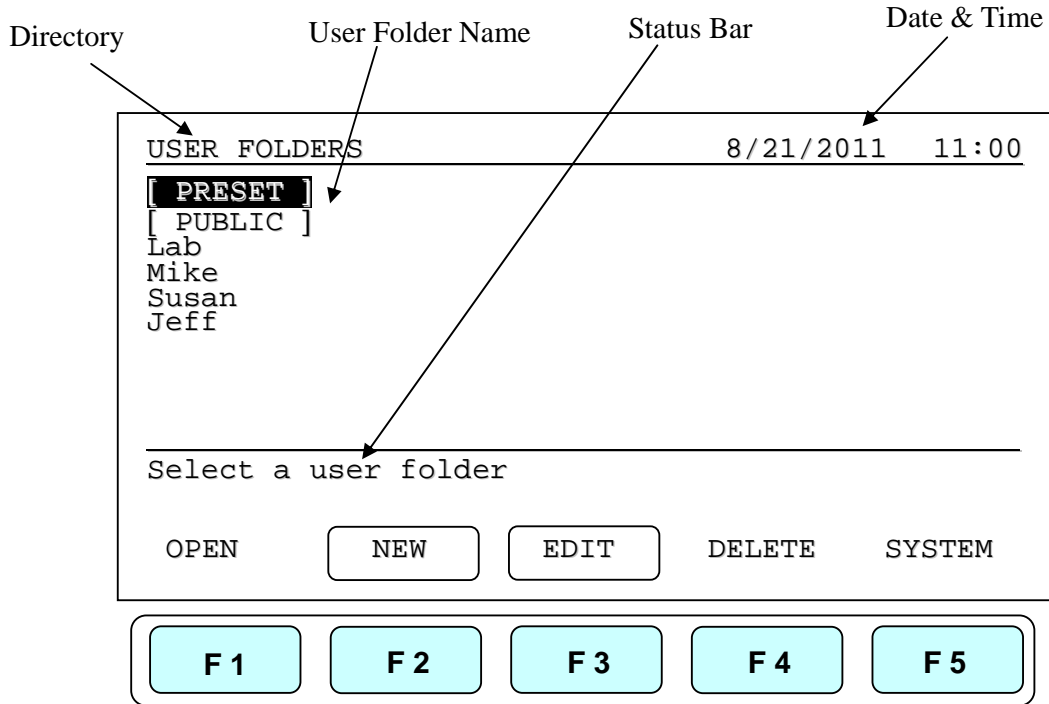 Directory
User Folder Name
Status Bar
Date & Time
USER FOLDERS 8/21/2011 11:00
[ PRESET ]
[ PUBLIC ]
Lab
Mike
Susan
Jeff
Select a user folder
OPEN NEW EDIT DELETE SYSTEM
F 1 F 2 F 3 F 4 F 5